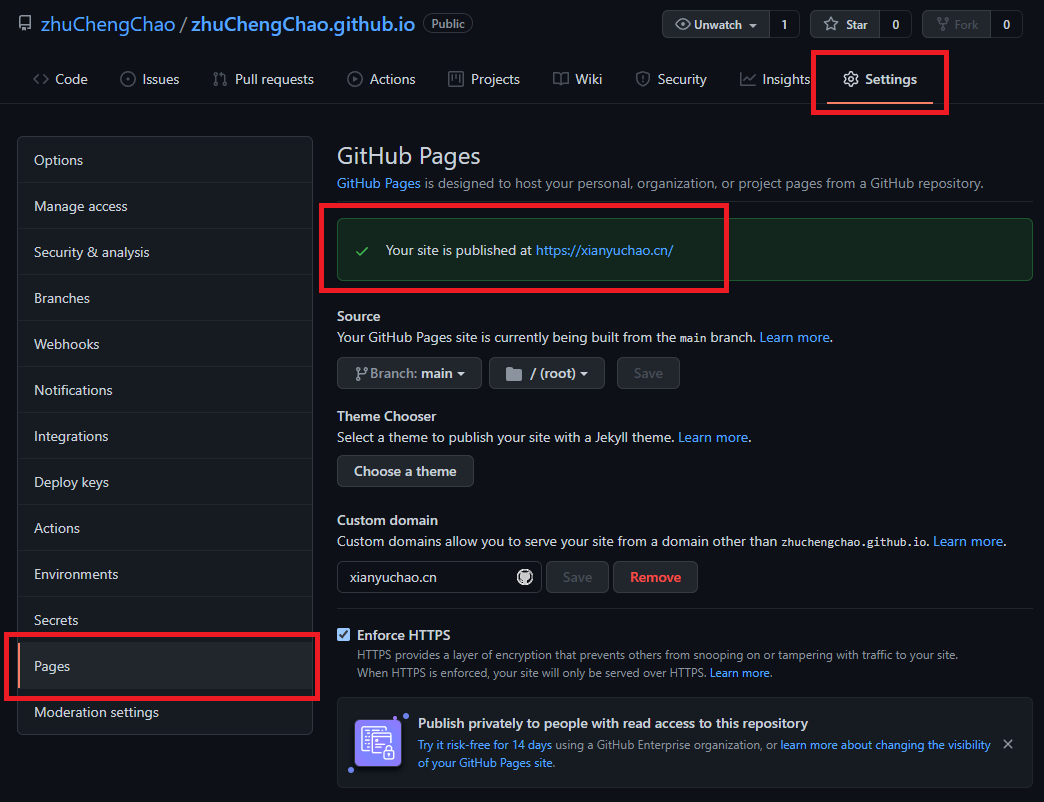 zhuChengChao / zhuChengChao.github.io Public Unwatch 1 Star 0 Fork 0
Code Issues Pull requests Actions Projects Wiki Security Insights Settings
Options
Manage access
Security & analysis
Branches
Webhooks
Notifications
Integrations
Deploy keys
Actions
Environments
Secrets
Pages
Moderation settings
GitHub Pages
GitHub Pages is designed to host your personal, organization, or project pages from a GitHub repository.
Your site is published at https://xianyuchao.cn/
Source
Your GitHub Pages site is currently being built from the main branch. Learn more.
Branch: main / (root) Save
Theme Chooser
Select a theme to publish your site with a Jekyll theme. Learn more.
Choose a theme
Custom domain
Custom domains allow you to serve your site from a domain other than zhuchengchao.github.io. Learn more.
xianyuchao.cn Save Remove
Enforce HTTPS
HTTPS provides a layer of encryption that prevents others from snooping on or tampering with traffic to your site.
When HTTPS is enforced, your site will only be served over HTTPS. Learn more.
Publish privately to people with read access to this repository
Try it risk-free for 14 days using a GitHub Enterprise organization, or learn more about changing the visibility
of your GitHub Pages site.